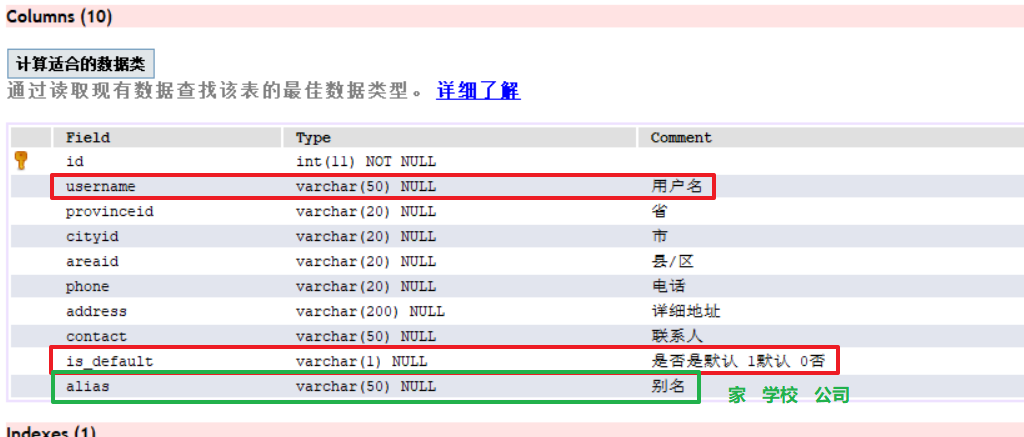 Columns (10)
计算适合的数据类
通过读取现有数据查找该表的最佳数据类型。 详细了解
Field Type Comment
id int(11) NOT NULL
username varchar(50) NULL 用户名
provinceid varchar(20) NULL 省
cityid varchar(20) NULL 市
areaid varchar(20) NULL 县/区
phone varchar(20) NULL 电话
address varchar(200) NULL 详细地址
contact varchar(50) NULL 联系人
is_default varchar(1) NULL 是否是默认 1默认 0否
alias varchar(50) NULL 别名 家 学校 公司
Indexes (1)